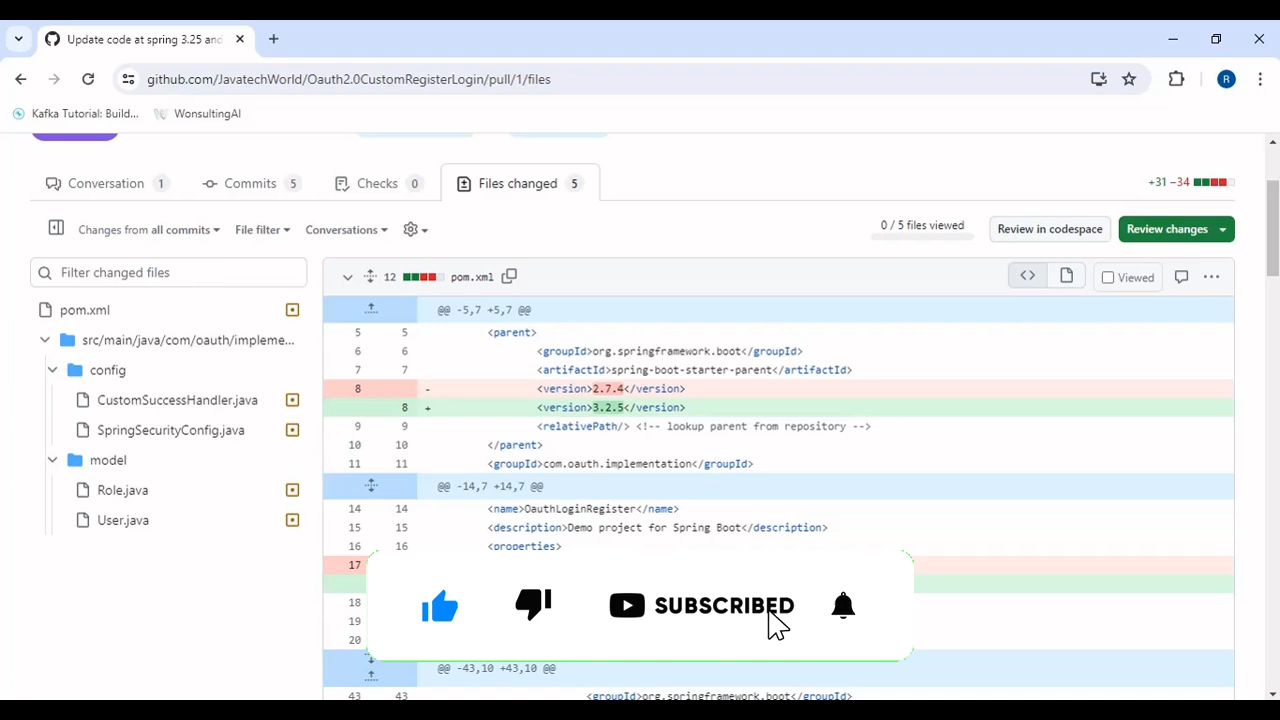 Update code at spring 3.25 and
github.com/JavatechWorld/Oauth2.0CustomRegisterLogin/pull/1/files
R
Kafka Tutorial: Build...
WonsultingAI
Conversation 1
Commits 5
Checks 0
Files changed 5
+31 −34
Changes from all commits
File filter
Conversations
0 / 5 files viewed
Review in codespace
Review changes
Filter changed files
12 pom.xml
Viewed
pom.xml
src/main/java/com/oauth/impleme...
config
CustomSuccessHandler.java
SpringSecurityConfig.java
model
Role.java
User.java
@@ -5,7 +5,7 @@
5 5 <parent>
6 6 <groupId>org.springframework.boot</groupId>
7 7 <artifactId>spring-boot-starter-parent</artifactId>
8 - <version>2.7.4</version>
8 + <version>3.2.5</version>
9 9 <relativePath/> <!-- lookup parent from repository -->
10 10 </parent>
11 11 <groupId>com.oauth.implementation</groupId>
@@ -14,7 +14,7 @@
14 14 <name>OauthLoginRegister</name>
15 15 <description>Demo project for Spring Boot</description>
16 16 <properties>
17
18
19
20
SUBSCRIBED
@@ -43,10 +43,10 @@
43 43 <groupId>org.springframework.boot</groupId>